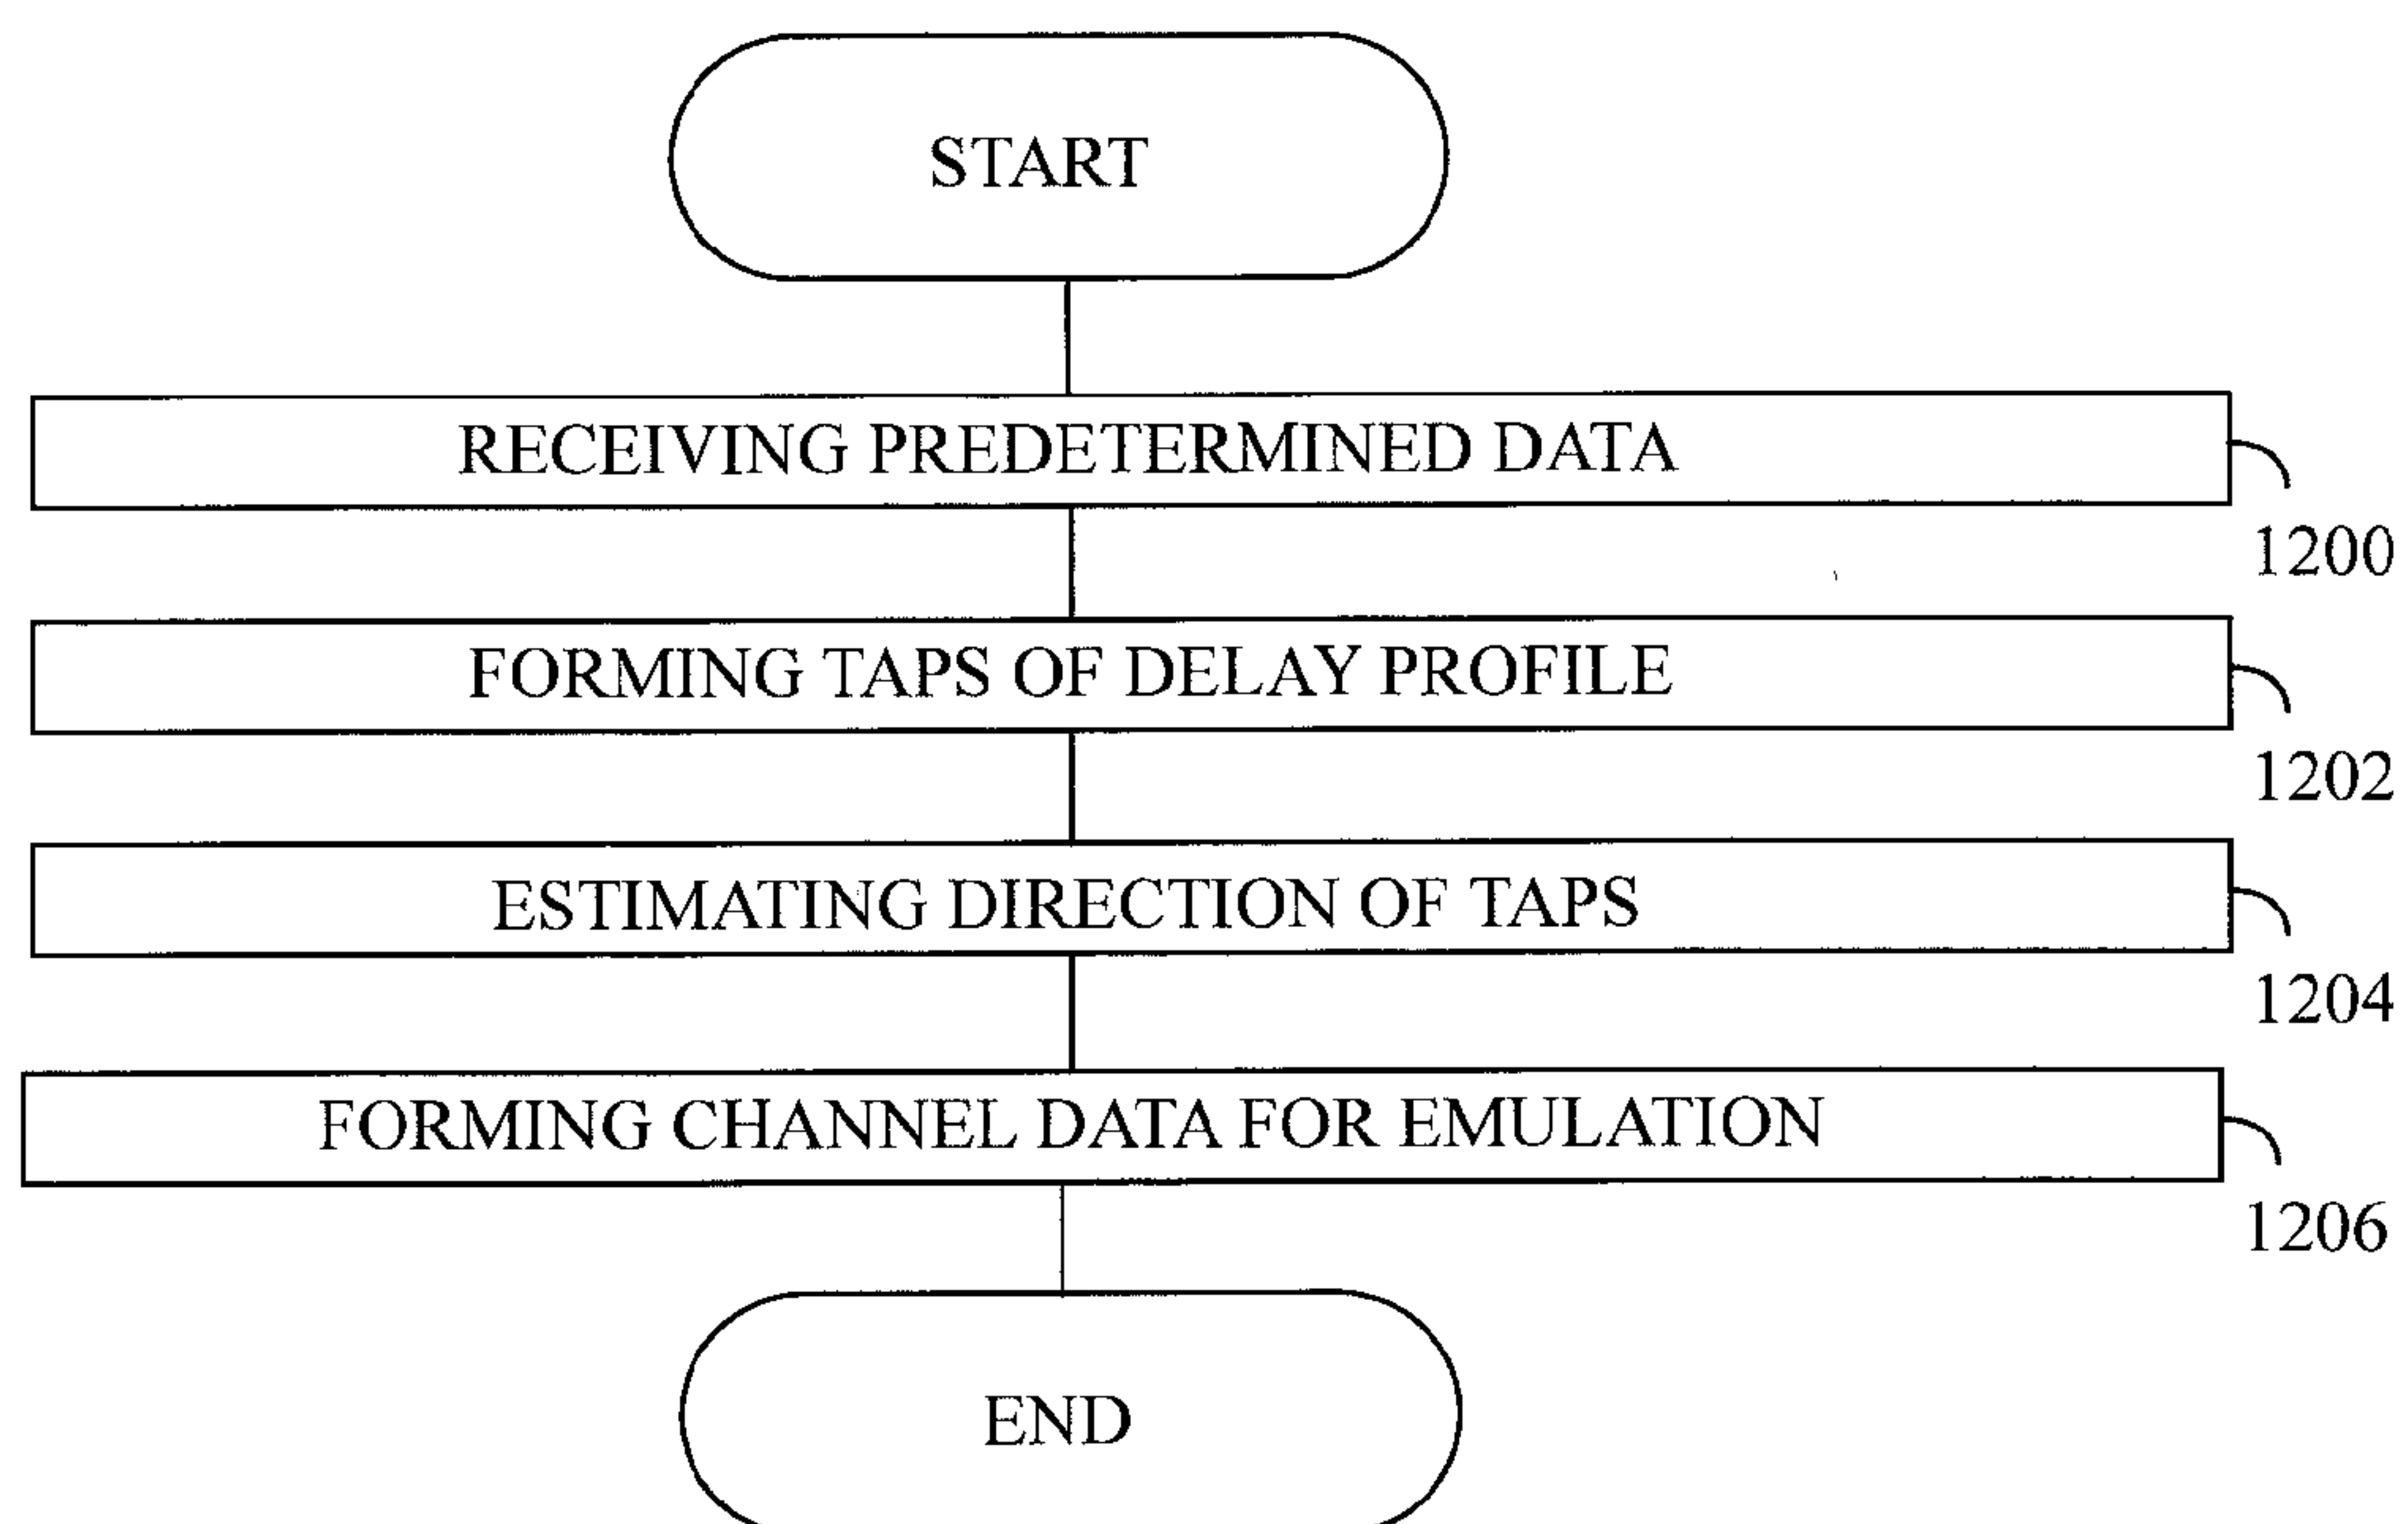 START
RECEIVING PREDETERMINED DATA
1200
FORMING TAPS OF DELAY PROFILE
1202
ESTIMATING DIRECTION OF TAPS
1204
FORMING CHANNEL DATA FOR EMULATION
1206
END